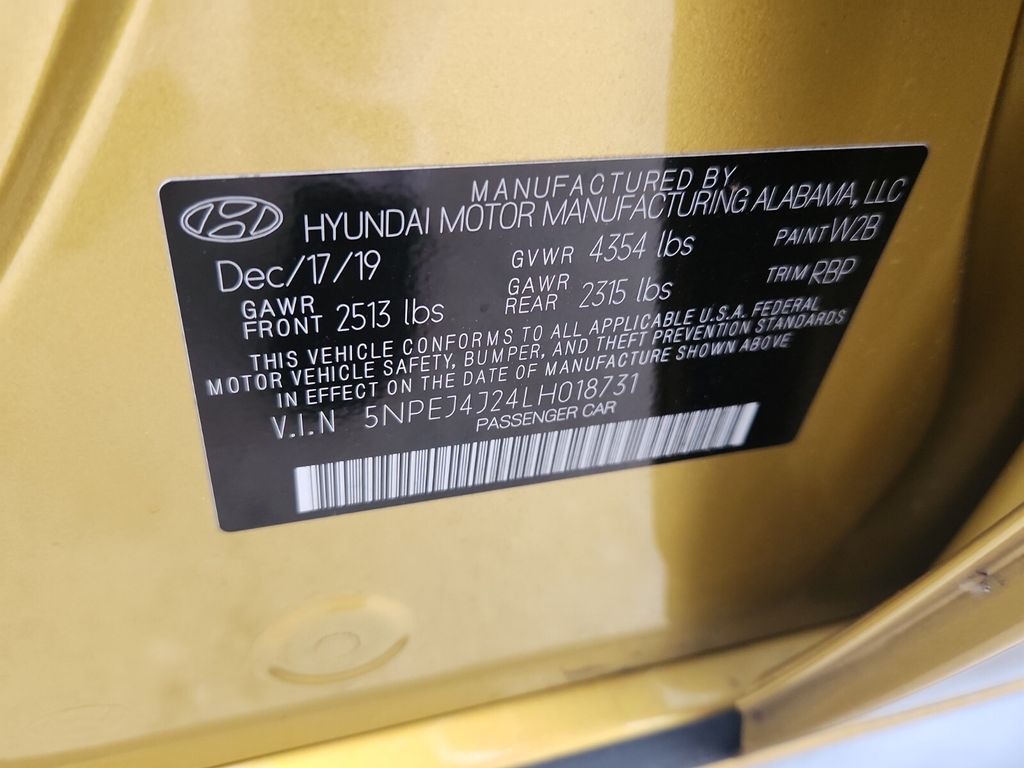 MANUFACTURED BY
HYUNDAI MOTOR MANUFACTURING ALABAMA, LLC
Dec/17/19 GVWR 4354 lbs PAINT W2B
GAWR FRONT 2513 lbs GAWR REAR 2315 lbs TRIM RBP
THIS VEHICLE CONFORMS TO ALL APPLICABLE U.S.A. FEDERAL
MOTOR VEHICLE SAFETY, BUMPER, AND THEFT PREVENTION STANDARDS
IN EFFECT ON THE DATE OF MANUFACTURE SHOWN ABOVE
V.I.N 5NPEJ4J24LH018731
PASSENGER CAR